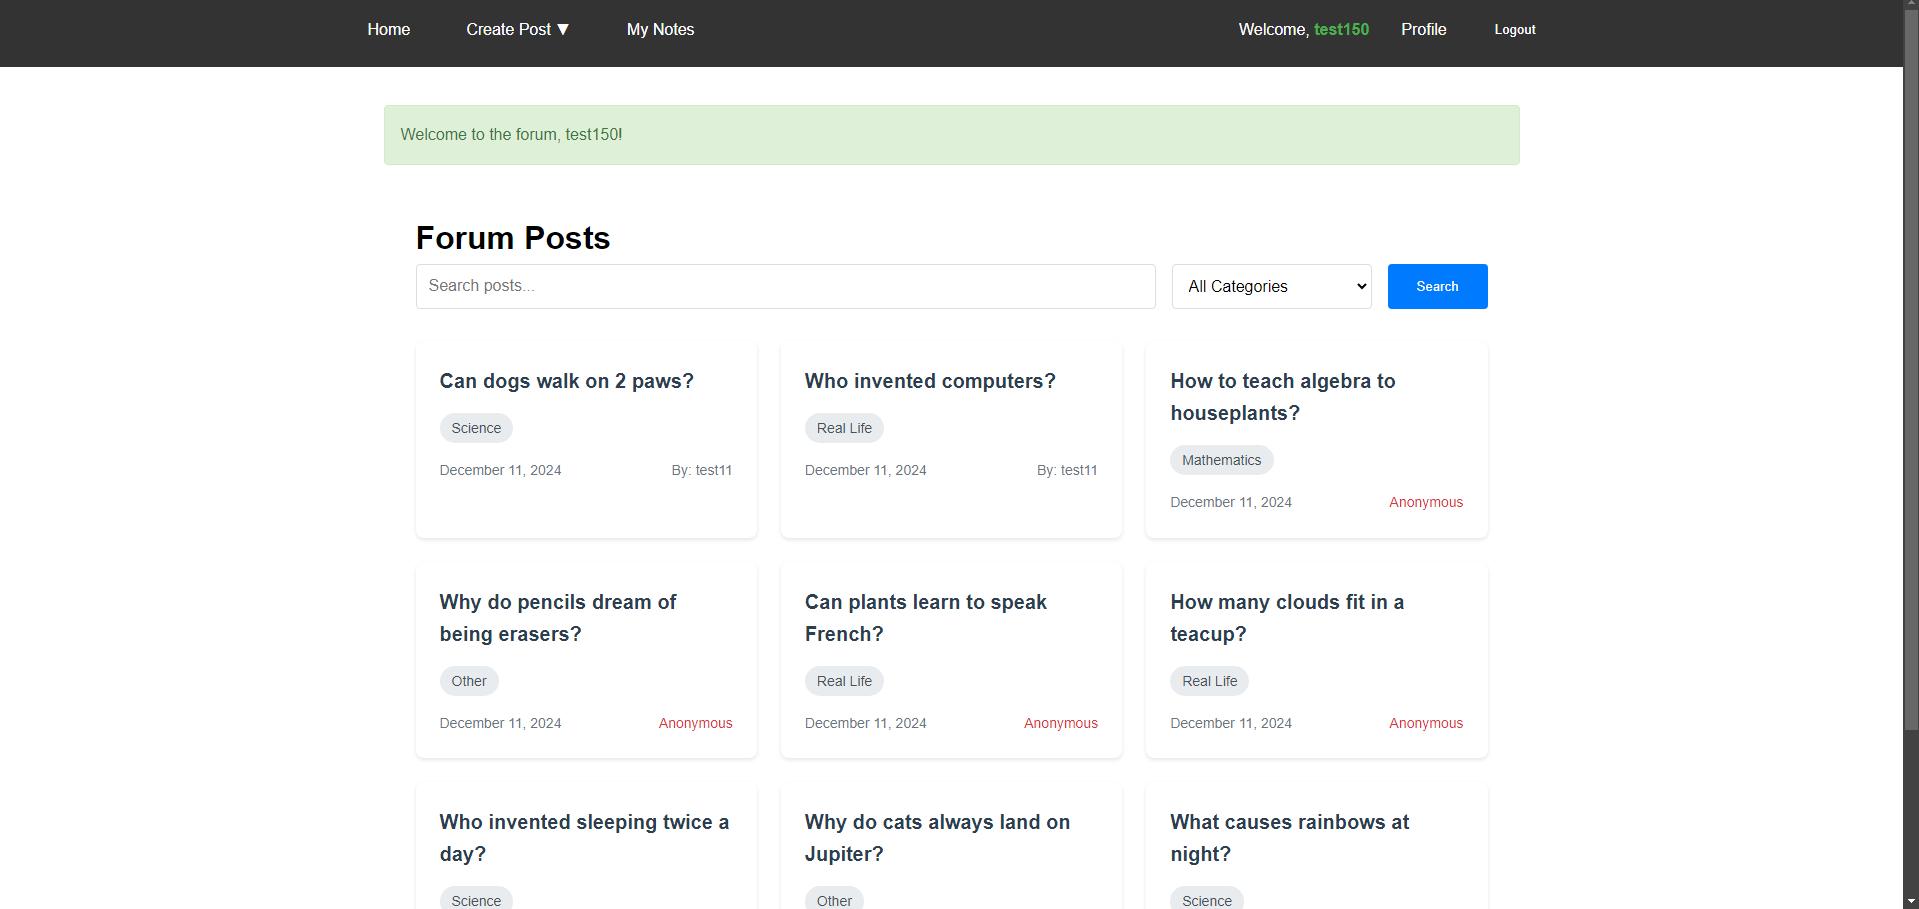 Home Create Post ▼ My Notes Welcome, test150 Profile Logout
Welcome to the forum, test150!
Forum Posts
Search posts... All Categories Search
Can dogs walk on 2 paws?
Science
December 11, 2024 By: test11
Who invented computers?
Real Life
December 11, 2024 By: test11
How to teach algebra to
houseplants?
Mathematics
December 11, 2024 Anonymous
Why do pencils dream of
being erasers?
Other
December 11, 2024 Anonymous
Can plants learn to speak
French?
Real Life
December 11, 2024 Anonymous
How many clouds fit in a
teacup?
Real Life
December 11, 2024 Anonymous
Who invented sleeping twice a
day?
Science
Why do cats always land on
Jupiter?
Other
What causes rainbows at
night?
Science